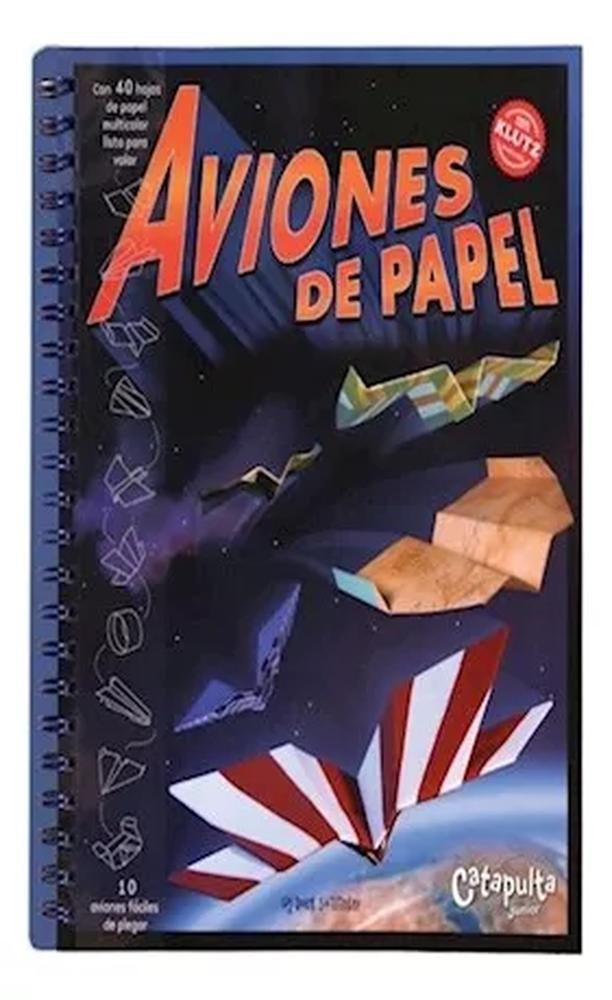 Con 40 hojas
de papel
multicolor
lista para
volar
KLUTZ
AVIONES
DE PAPEL
10
aviones fáciles
de plegar
Catapulta
junior